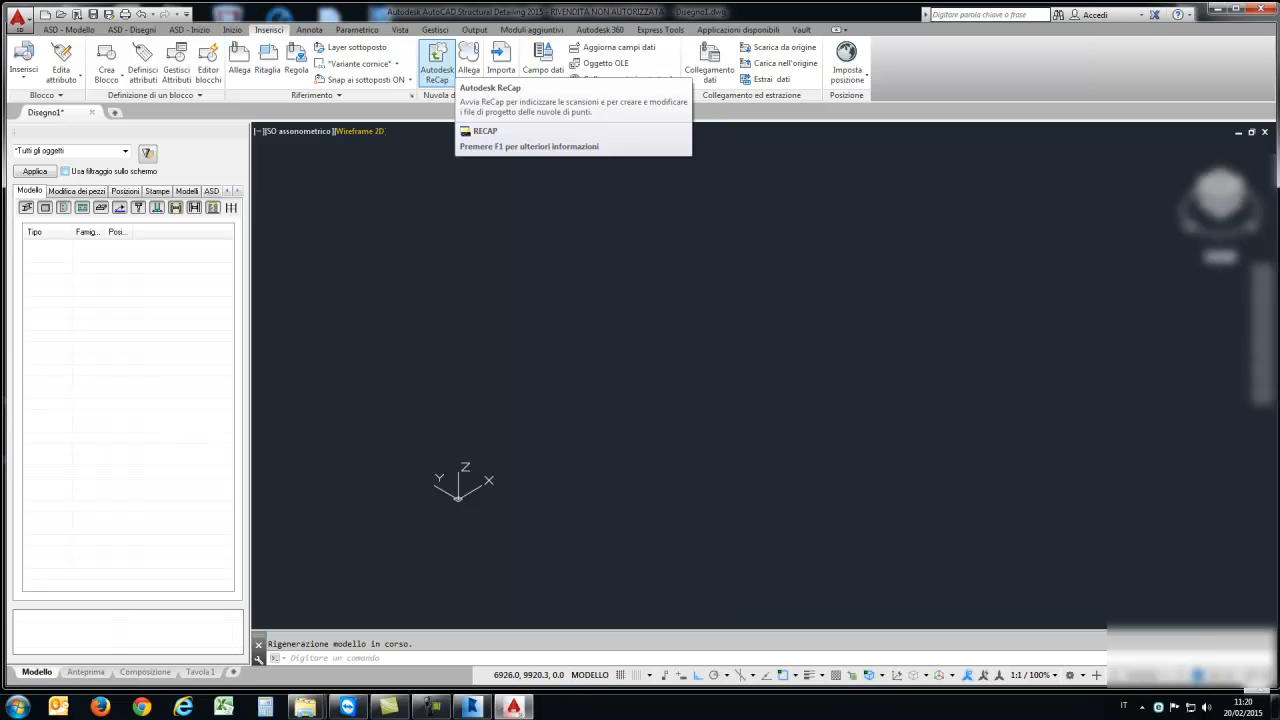 Autodesk AutoCAD Structural Detailing 2015 - RIVENDITA NON AUTORIZZATA Disegno1.dwg
Digitare parola chiave o frase
Accedi
ASD - Modello ASD - Disegni ASD - Inizio Inizio Inserisci Annota Parametrico Vista Gestisci Output Moduli aggiuntivi Autodesk 360 Express Tools Applicazioni disponibili Vault
Inserisci
Edita attributo
Crea Blocco
Definisci attributi
Gestisci Attributi
Editor blocchi
Allega
Ritaglia
Regola
Layer sottoposto
*Variante cornice*
Snap ai sottoposti ON
Autodesk ReCap
Allega
Importa
Campo dati
Aggiorna campi dati
Oggetto OLE
Collegamento dati
Scarica da origine
Carica nell'origine
Estrai dati
Imposta posizione
Blocco
Definizione di un blocco
Riferimento
Nuvola d
Collegamento ed estrazione
Posizione
Autodesk ReCap
Avvia ReCap per indicizzare le scansioni e per creare e modificare
i file di progetto delle nuvole di punti.
RECAP
Premere F1 per ulteriori informazioni
Disegno1*
[−][SO assonometrico][Wireframe 2D]
*Tutti gli oggetti
Applica
Usa filtraggio sullo schermo
Modello Modifica dei pezzi Posizioni Stampe Modelli ASD
Tipo Famig... Posi...
Z
Y
X
Rigenerazione modello in corso.
Digitare un comando
Modello Anteprima Composizione Tavola1
6926.0, 9920.3, 0.0 MODELLO
1:1 / 100%
IT
11:20
20/02/2015